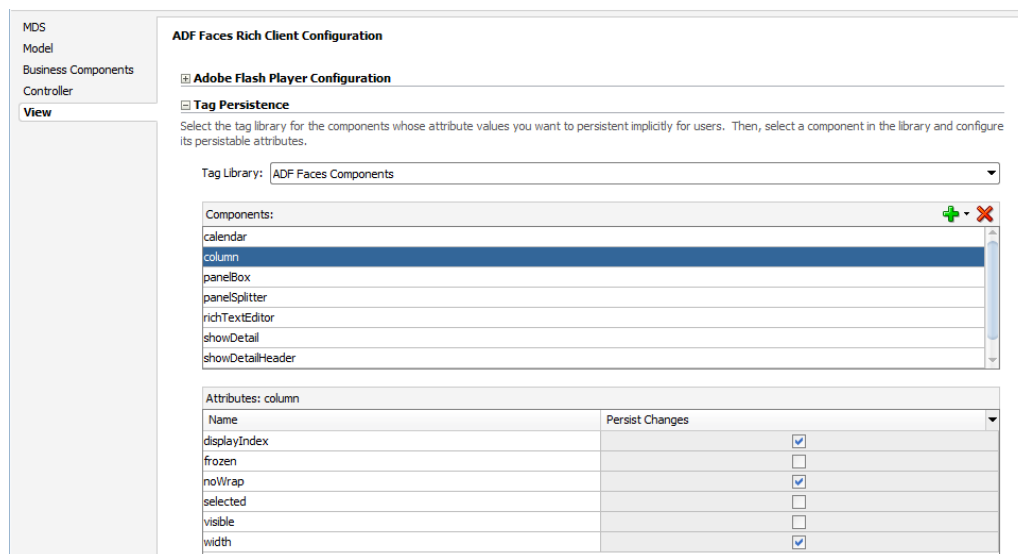 MDS
Model
Business Components
Controller
View
ADF Faces Rich Client Configuration
Adobe Flash Player Configuration
Tag Persistence
Select the tag library for the components whose attribute values you want to persistent implicitly for users. Then, select a component in the library and configure
its persistable attributes.
Tag Library: ADF Faces Components
Components:
calendar
column
panelBox
panelSplitter
richTextEditor
showDetail
showDetailHeader
Attributes: column
Name Persist Changes
displayIndex
frozen
noWrap
selected
visible
width